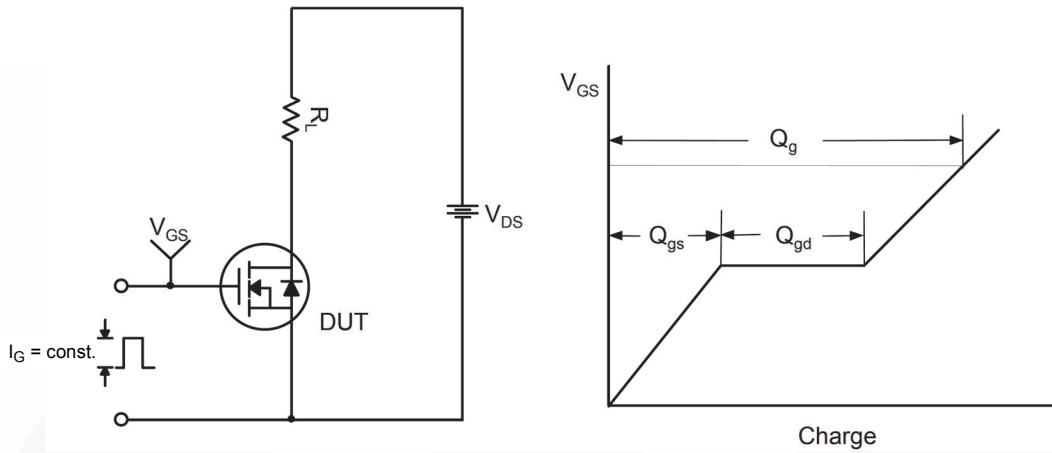 R_L
V_GS
V_DS
DUT
I_G = const.
V_GS
Q_g
Q_gs
Q_gd
Charge